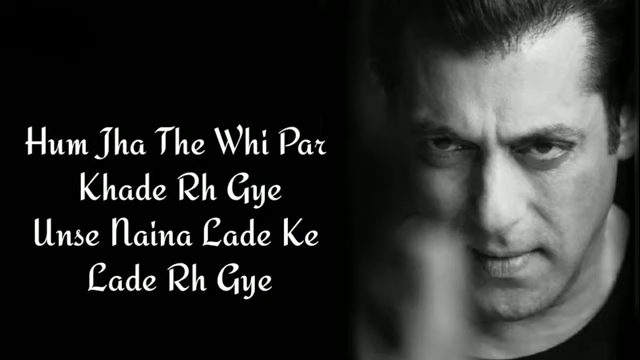 Hum Jha The Whi Par
Khade Rh Gye
Unse Naina Lade Ke
Lade Rh Gye